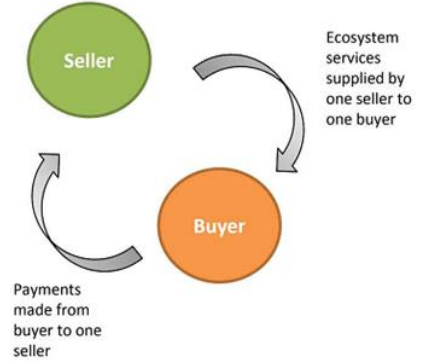 Seller
Ecosystem
services
supplied by
one seller to
one buyer
Buyer
Payments
made from
buyer to one
seller